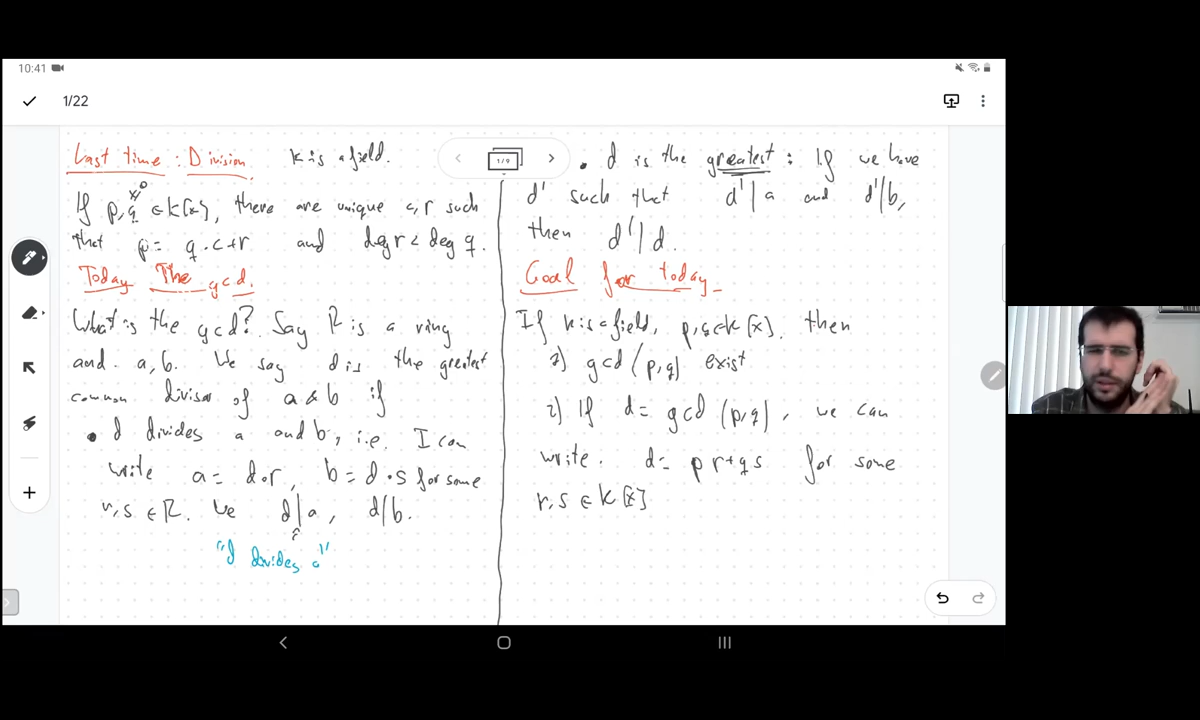 10:41
1/22
1/9
Last time: Division k is a field.
≠0
If p,q ∈ k[x], there are unique c,r such
that p = q·c+r and deg r < deg q.
Today The gcd.
What is the gcd? Say R is a ring
and a,b. We say d is the greatest
common divisor of a & b if
• d divides a and b, i.e. I can
write a = d·r, b = d·s for some
r,s ∈ R. We d|a, d|b.
"d divides a"
• d is the greatest: If we have
d' such that d'|a and d'|b,
then d'|d.
Goal for today
If k is a field, p,q ∈ k[x]. then
1) gcd(p,q) exist
2) If d = gcd(p,q), we can
write. d = p r + q s for some
r,s ∈ k[x]